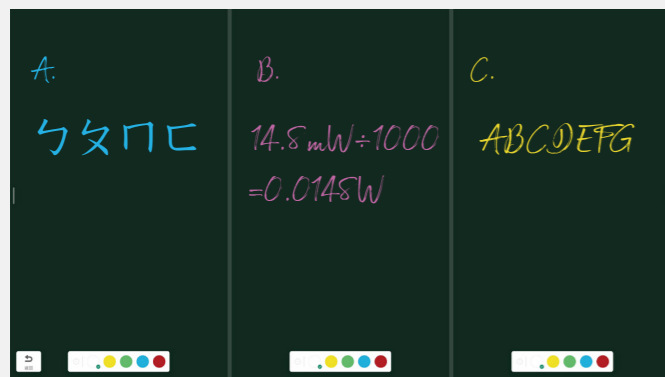 A.
ㄅㄆㄇㄈ
B.
14.8mW÷1000
=0.0148W
C.
ABCDEFG